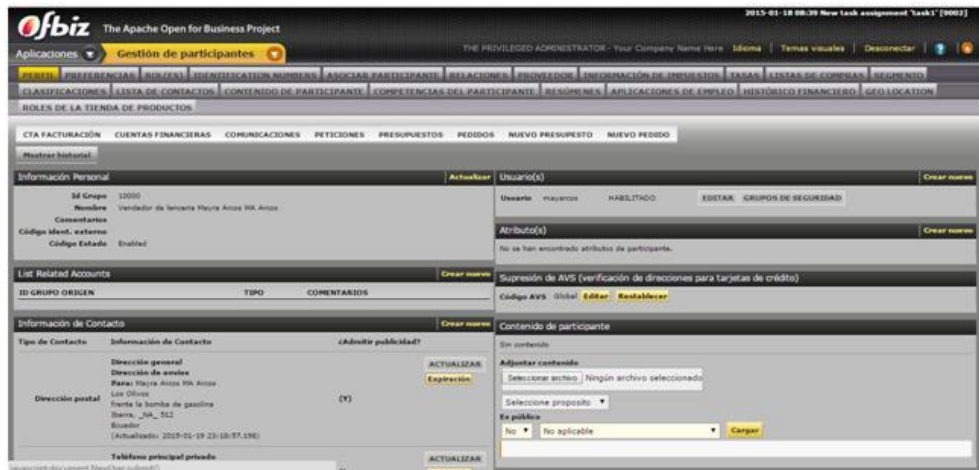 2015-01-18 08:39 New task assignment "task1" [9002]
Ofbiz The Apache Open for Business Project
THE PRIVILEGED ADMINISTRATOR - Your Company Name Here Idioma Temas visuales Desconectar ?
Aplicaciones Gestión de participantes
PERFIL PREFERENCIAS ROL(ES) IDENTIFICATION NUMBERS ASOCIAR PARTICIPANTE RELACIONES PROVEEDOR INFORMACIÓN DE IMPUESTOS TASAS LISTAS DE COMPRAS SEGMENTO
CLASIFICACIONES LISTA DE CONTACTOS CONTENIDO DE PARTICIPANTE COMPETENCIAS DEL PARTICIPANTE RESÚMENES APLICACIONES DE EMPLEO HISTÓRICO FINANCIERO GEO LOCATION
ROLES DE LA TIENDA DE PRODUCTOS
CTA FACTURACIÓN CUENTAS FINANCIERAS COMUNICACIONES PETICIONES PRESUPUESTOS PEDIDOS NUEVO PRESUPESTO NUEVO PEDIDO
Mostrar historial
Información Personal Actualizar
Id Grupo 10000
Nombre Vendedor de lenceria Mayra Arcos MA Arcos
Comentarios
Código ident. externo
Código Estado Enabled
List Related Accounts Crear nuevo
ID GRUPO ORIGEN TIPO COMENTARIOS
Información de Contacto Crear nuevo
Tipo de Contacto Información de Contacto ¿Admitir publicidad?
Dirección general ACTUALIZAR
Dirección de envíos Expiración
Para: Mayra Arcos MA Arcos
Dirección postal Los Olivos (Y)
frente la bomba de gasolina
Ibarra, _NA_ 512
Ecuador
(Actualizado: 2015-01-19 23:18:57.198)
Teléfono principal privado ACTUALIZAR
Usuario(s) Crear nuevo
Usuario mayarcos HABILITADO EDITAR GRUPOS DE SEGURIDAD
Atributo(s) Crear nuevo
No se han encontrado atributos de participante.
Supresión de AVS (verificación de direcciones para tarjetas de crédito)
Código AVS Global Editar Restablecer
Contenido de participante
Sin contenido
Adjuntar contenido
Seleccionar archivo Ningún archivo seleccionado
Seleccione proposito
Es público
No No aplicable Cargar